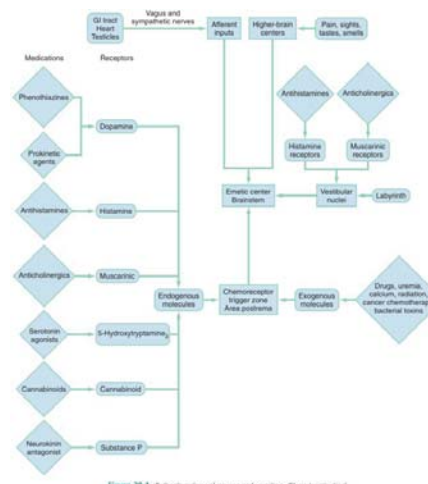 GI tract
Heart
Testicles
Vagus and
sympathetic nerves
Afferent
inputs
Higher-brain
centers
Pain, sights,
tastes, smells
Medications
Receptors
Phenothiazines
Dopamine
Prokinetic
agents
Antihistamines
Anticholinergics
Histamine
receptors
Muscarinic
receptors
Antihistamines
Histamine
Emetic center
Brainstem
Vestibular
nuclei
Labyrinth
Anticholinergics
Muscarinic
Endogenous
molecules
Chemoreceptor
trigger zone
Area postrema
Exogenous
molecules
Drugs, uremia,
calcium, radiation,
cancer chemotherapy
bacterial toxins
Serotonin
agonists
5-Hydroxytryptamine3
Cannabinoids
Cannabinoid
Neurokinin
antagonist
Substance P